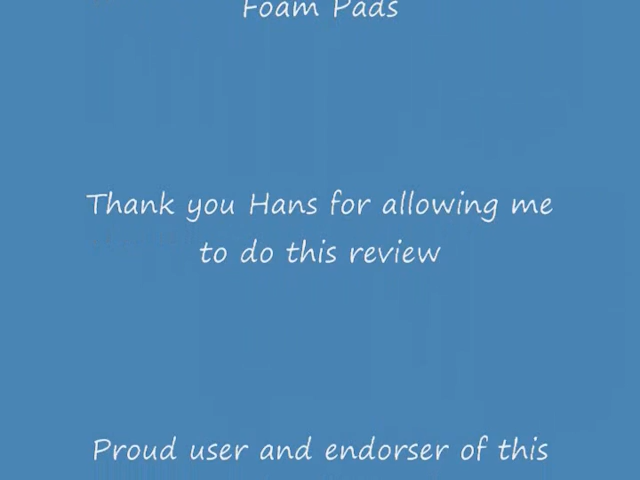 Foam Pads
Thank you Hans for allowing me
to do this review
Proud user and endorser of this